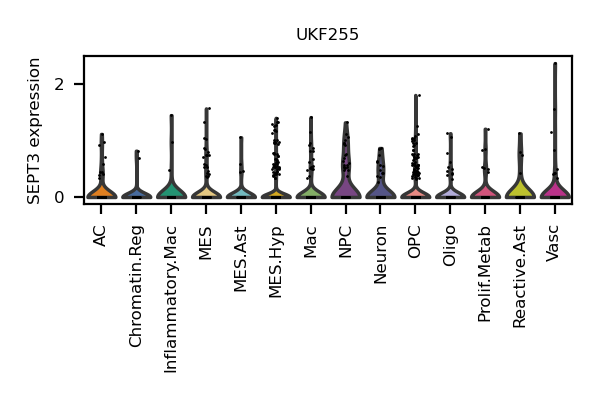 UKF255
SEPT3 expression
2
0
AC
Chromatin.Reg
Inflammatory.Mac
MES
MES.Ast
MES.Hyp
Mac
NPC
Neuron
OPC
Oligo
Prolif.Metab
Reactive.Ast
Vasc